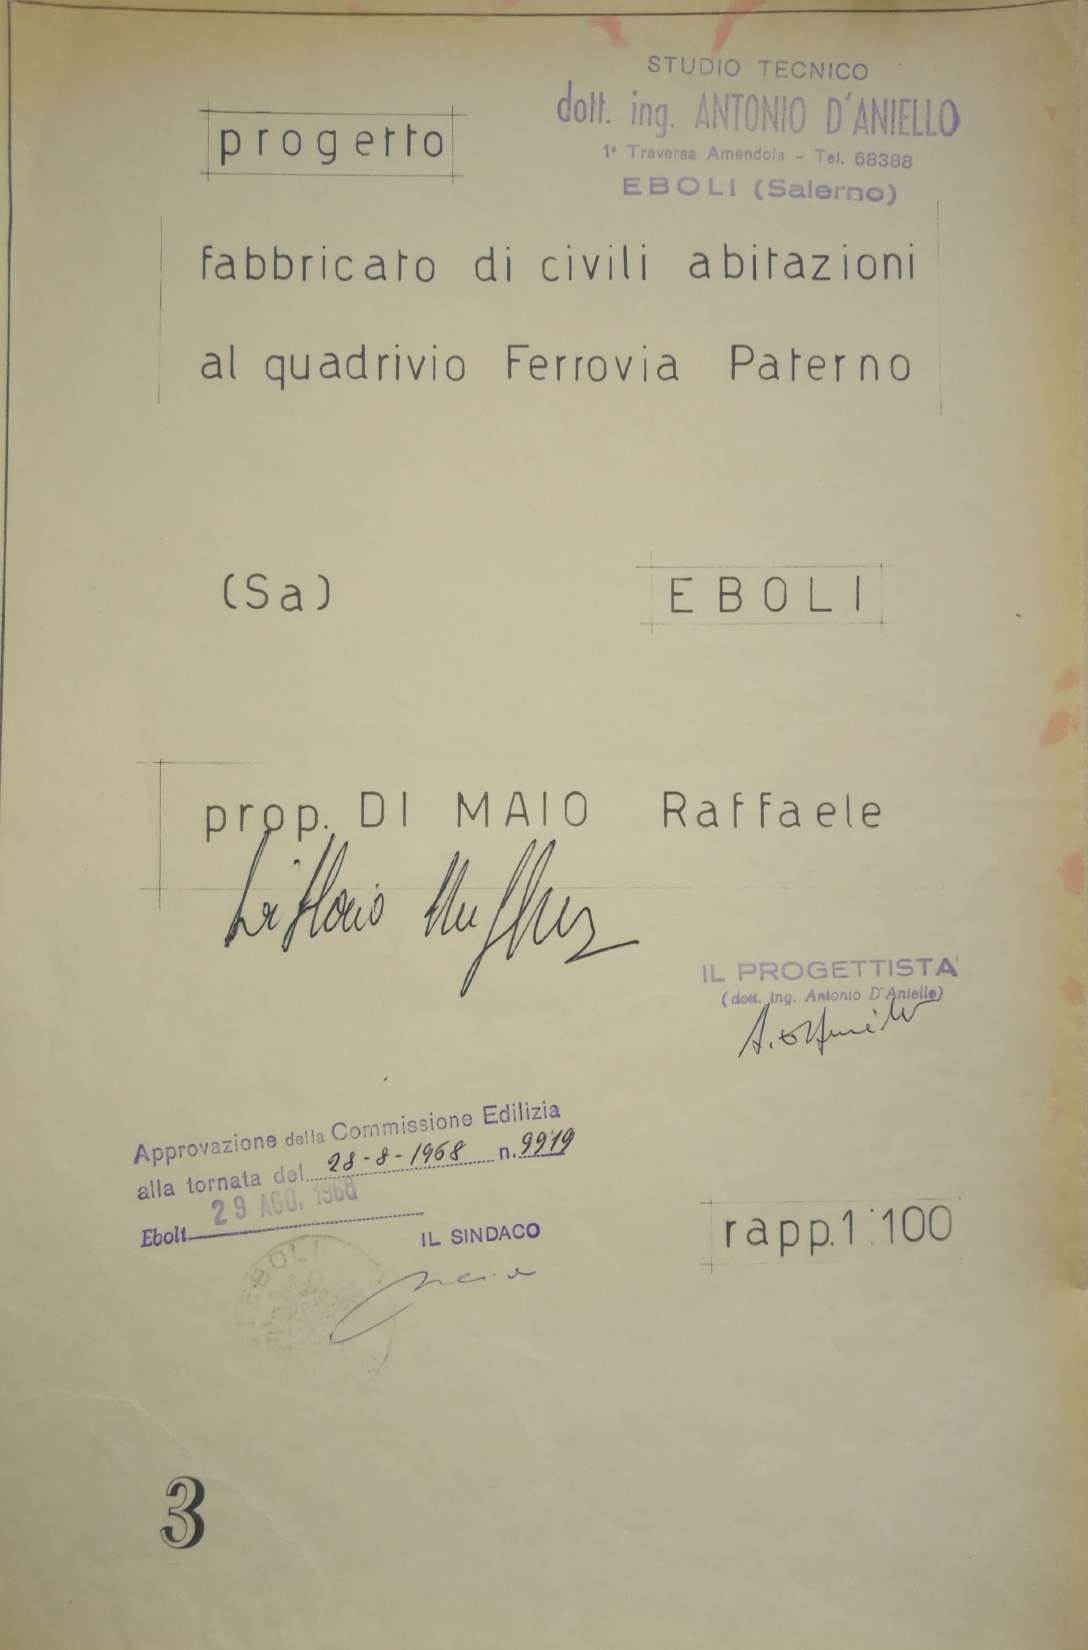 STUDIO TECNICO
dott. ing. ANTONIO D'ANIELLO
1ª Traversa Amendola - Tel. 68388
EBOLI (Salerno)
progetto
fabbricato di civili abitazioni
al quadrivio Ferrovia Paterno
(Sa) EBOLI
prop. DI MAIO Raffaele
IL PROGETTISTA
(dott. ing. Antonio D'Aniello)
Approvazione della Commissione Edilizia
alla tornata del 28-8-1968 n. 9919
Eboli 29 AGO. 1968
IL SINDACO
EBOLI
rapp. 1:100
3